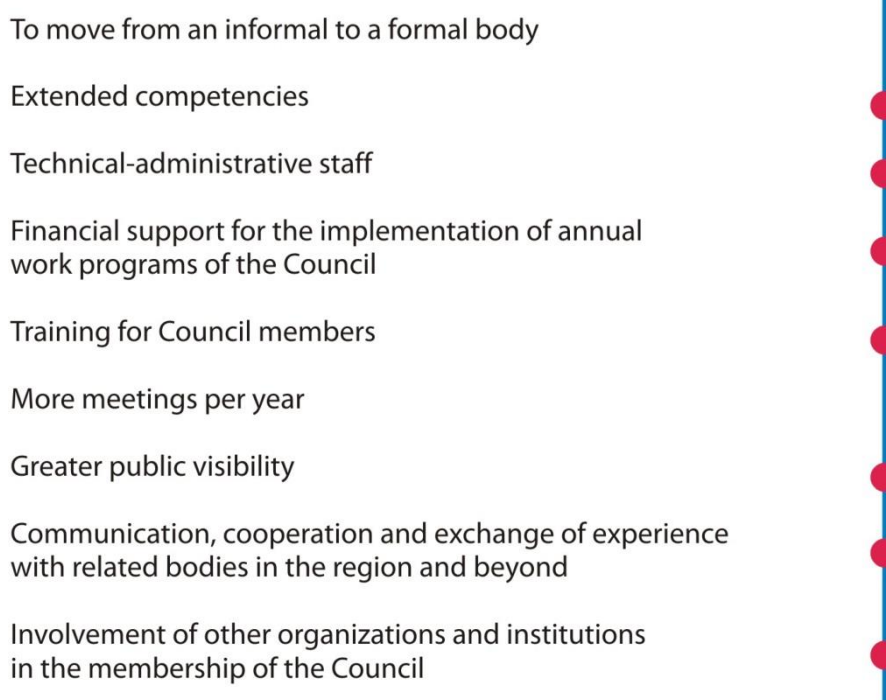 To move from an informal to a formal body
Extended competencies
Technical-administrative staff
Financial support for the implementation of annual
work programs of the Council
Training for Council members
More meetings per year
Greater public visibility
Communication, cooperation and exchange of experience
with related bodies in the region and beyond
Involvement of other organizations and institutions
in the membership of the Council